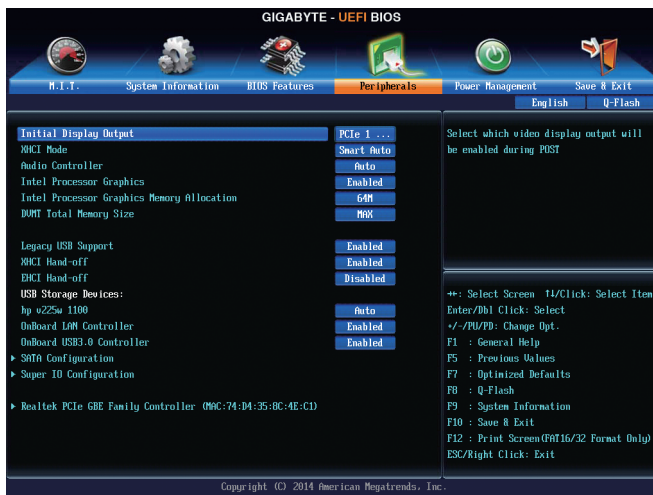 GIGABYTE - UEFI BIOS
M.I.T. System Information BIOS Features Peripherals Power Management Save & Exit
English Q-Flash
Initial Display Output PCIe 1 ...
XHCI Mode Smart Auto
Audio Controller Auto
Intel Processor Graphics Enabled
Intel Processor Graphics Memory Allocation 64M
DVMT Total Memory Size MAX
Legacy USB Support Enabled
XHCI Hand-off Enabled
EHCI Hand-off Disabled
USB Storage Devices:
hp v225w 1100 Auto
OnBoard LAN Controller Enabled
OnBoard USB3.0 Controller Enabled
SATA Configuration
Super IO Configuration
Realtek PCIe GBE Family Controller (MAC:74:D4:35:8C:4E:C1)
Select which video display output will
be enabled during POST
→←: Select Screen ↑↓/Click: Select Item
Enter/Dbl Click: Select
+/-/PU/PD: Change Opt.
F1 : General Help
F5 : Previous Values
F7 : Optimized Defaults
F8 : Q-Flash
F9 : System Information
F10 : Save & Exit
F12 : Print Screen(FAT16/32 Format Only)
ESC/Right Click: Exit
Copyright (C) 2014 American Megatrends, Inc.